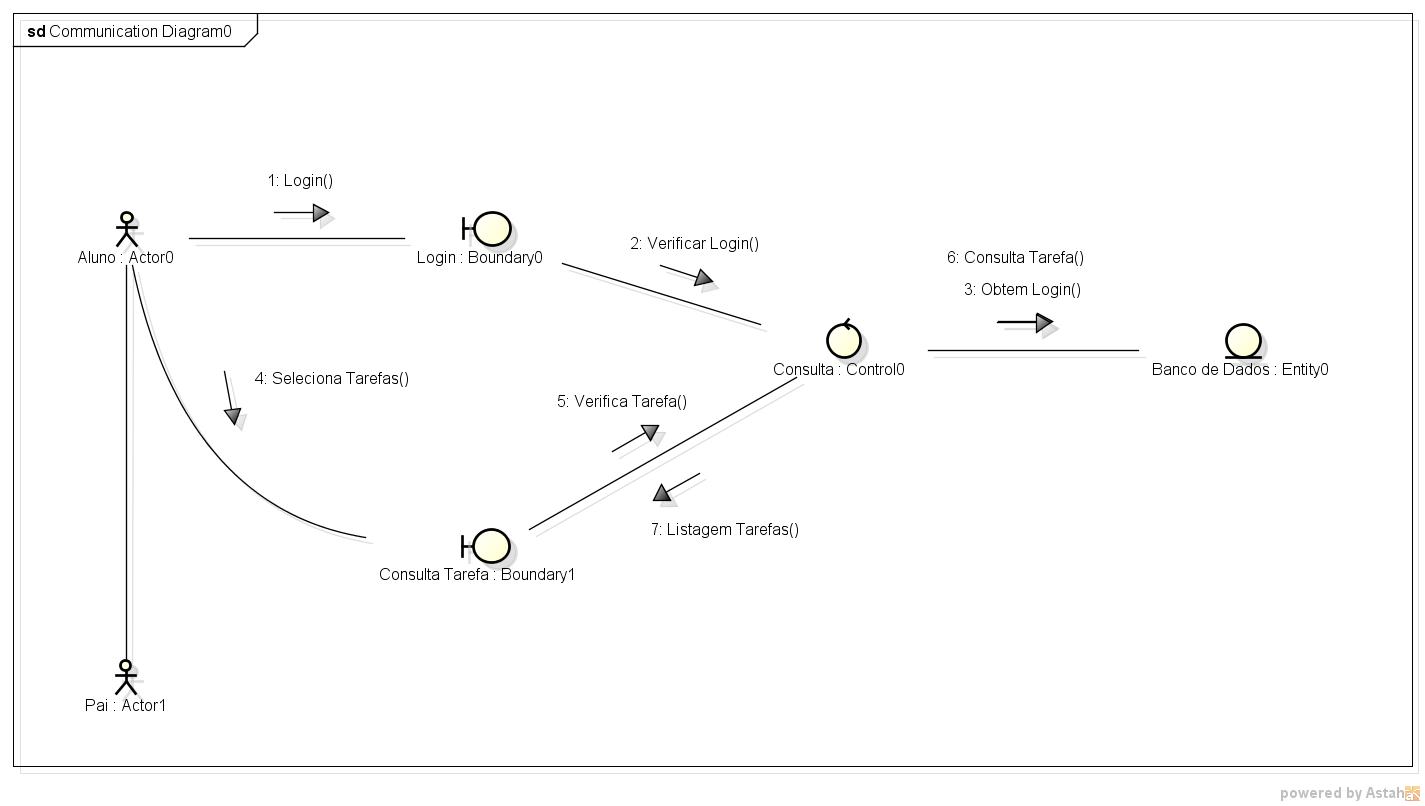 sd Communication Diagram0
1: Login()
Aluno : Actor0
Login : Boundary0
2: Verificar Login()
6: Consulta Tarefa()
3: Obtem Login()
Consulta : Control0
Banco de Dados : Entity0
4: Seleciona Tarefas()
5: Verifica Tarefa()
7: Listagem Tarefas()
Consulta Tarefa : Boundary1
Pai : Actor1
powered by Astah